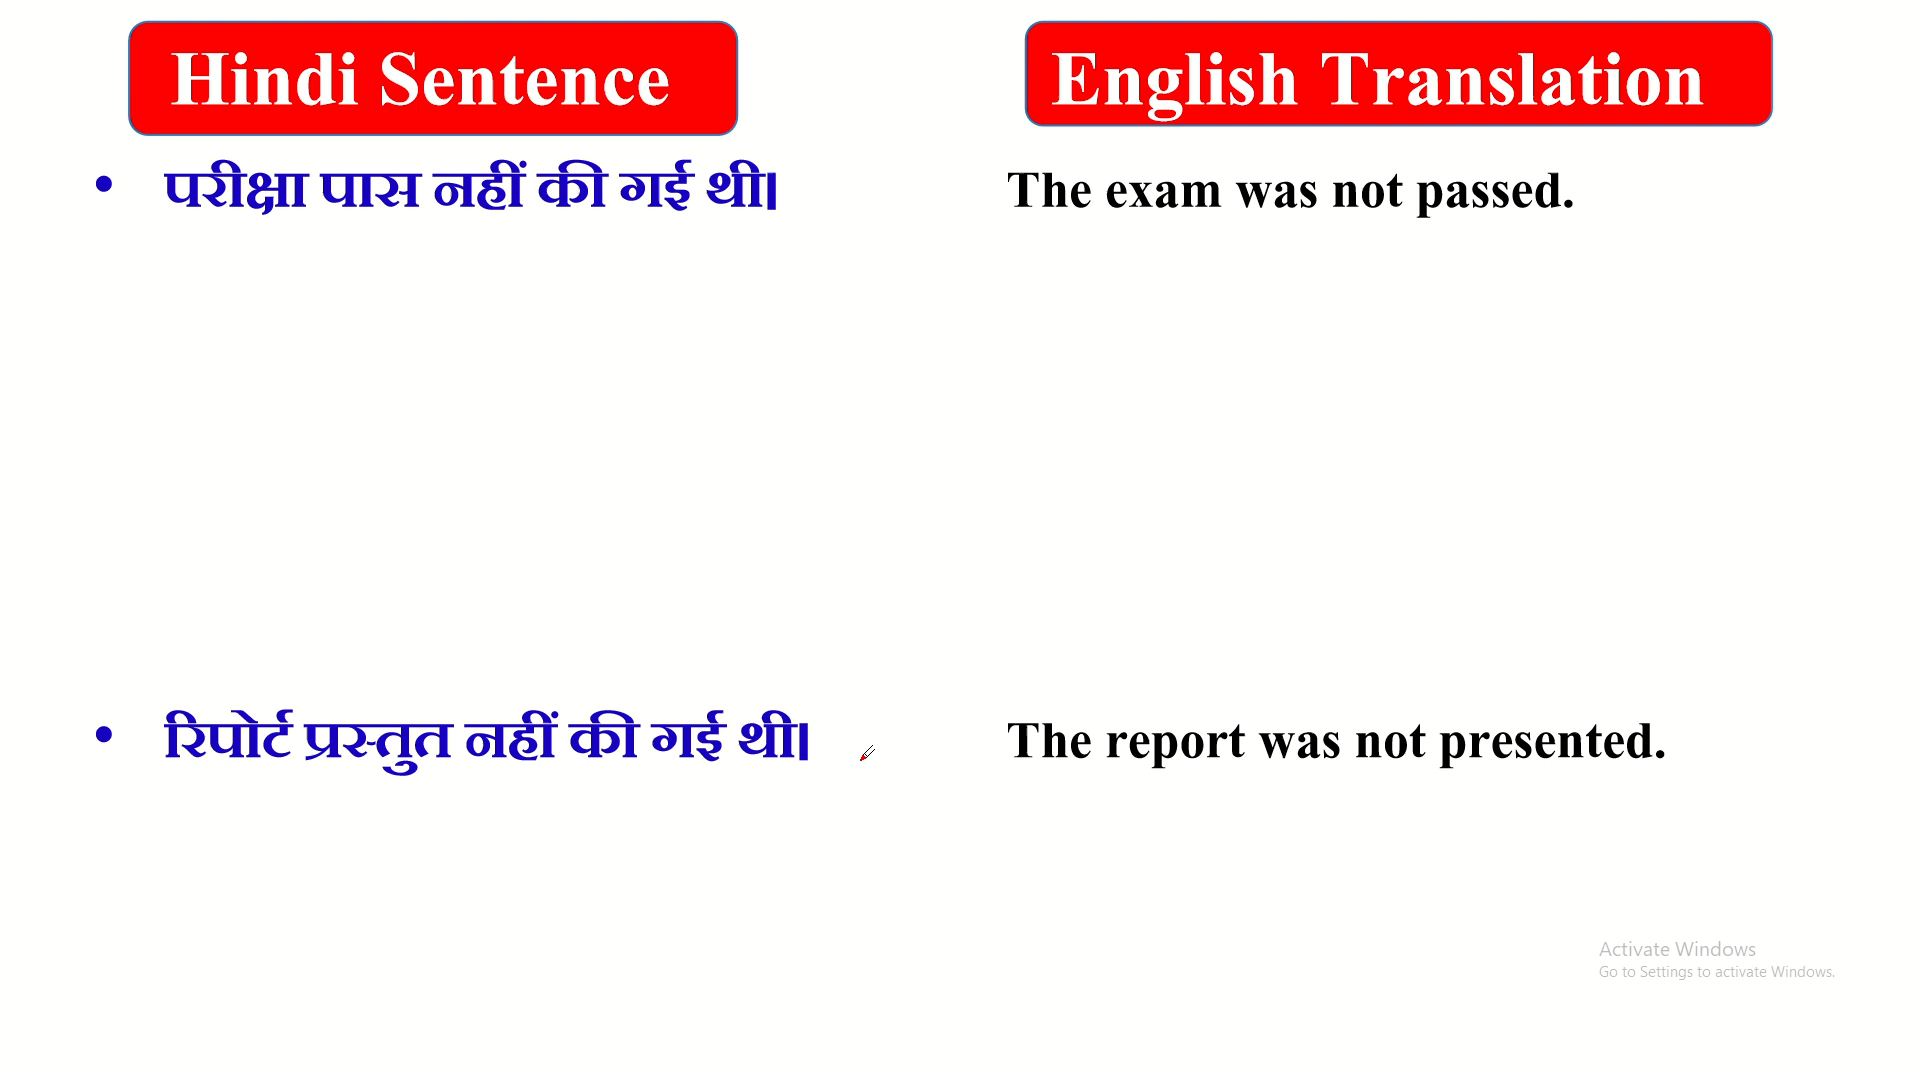 Hindi Sentence
English Translation
• परीक्षा पास नहीं की गई थी।
The exam was not passed.
• रिपोर्ट प्रस्तुत नहीं की गई थी।
The report was not presented.
Activate Windows
Go to Settings to activate Windows.